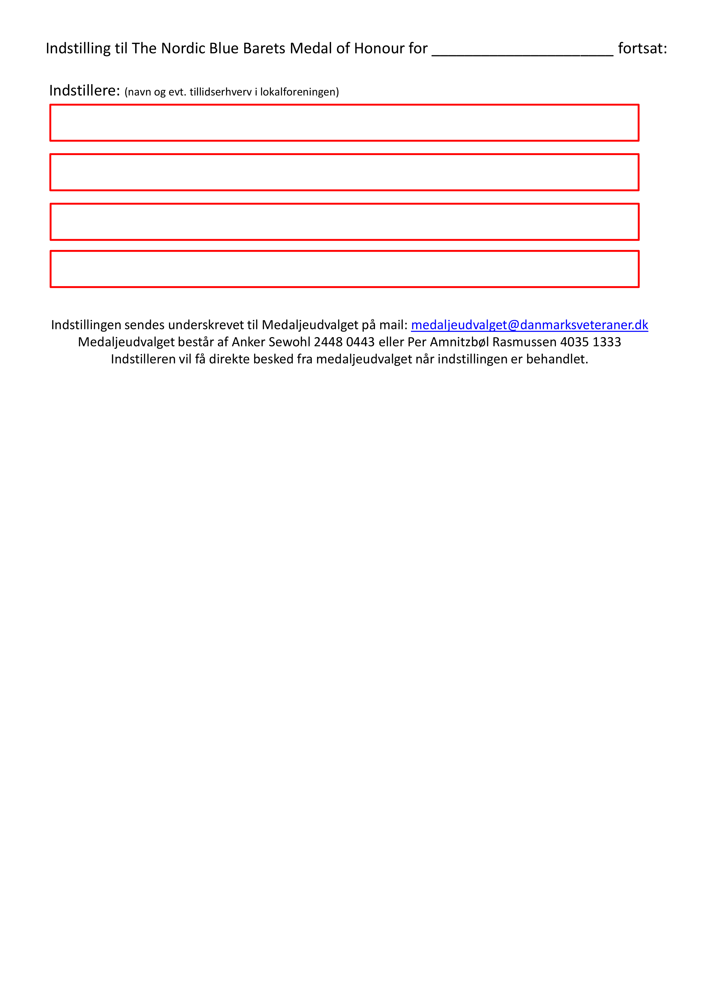 Indstilling til The Nordic Blue Barets Medal of Honour for ______________________ fortsat:
Indstillere: (navn og evt. tillidserhverv i lokalforeningen)
Indstillingen sendes underskrevet til Medaljeudvalget på mail: medaljeudvalget@danmarksveteraner.dk
Medaljeudvalget består af Anker Sewohl 2448 0443 eller Per Amnitzbøl Rasmussen 4035 1333
Indstilleren vil få direkte besked fra medaljeudvalget når indstillingen er behandlet.